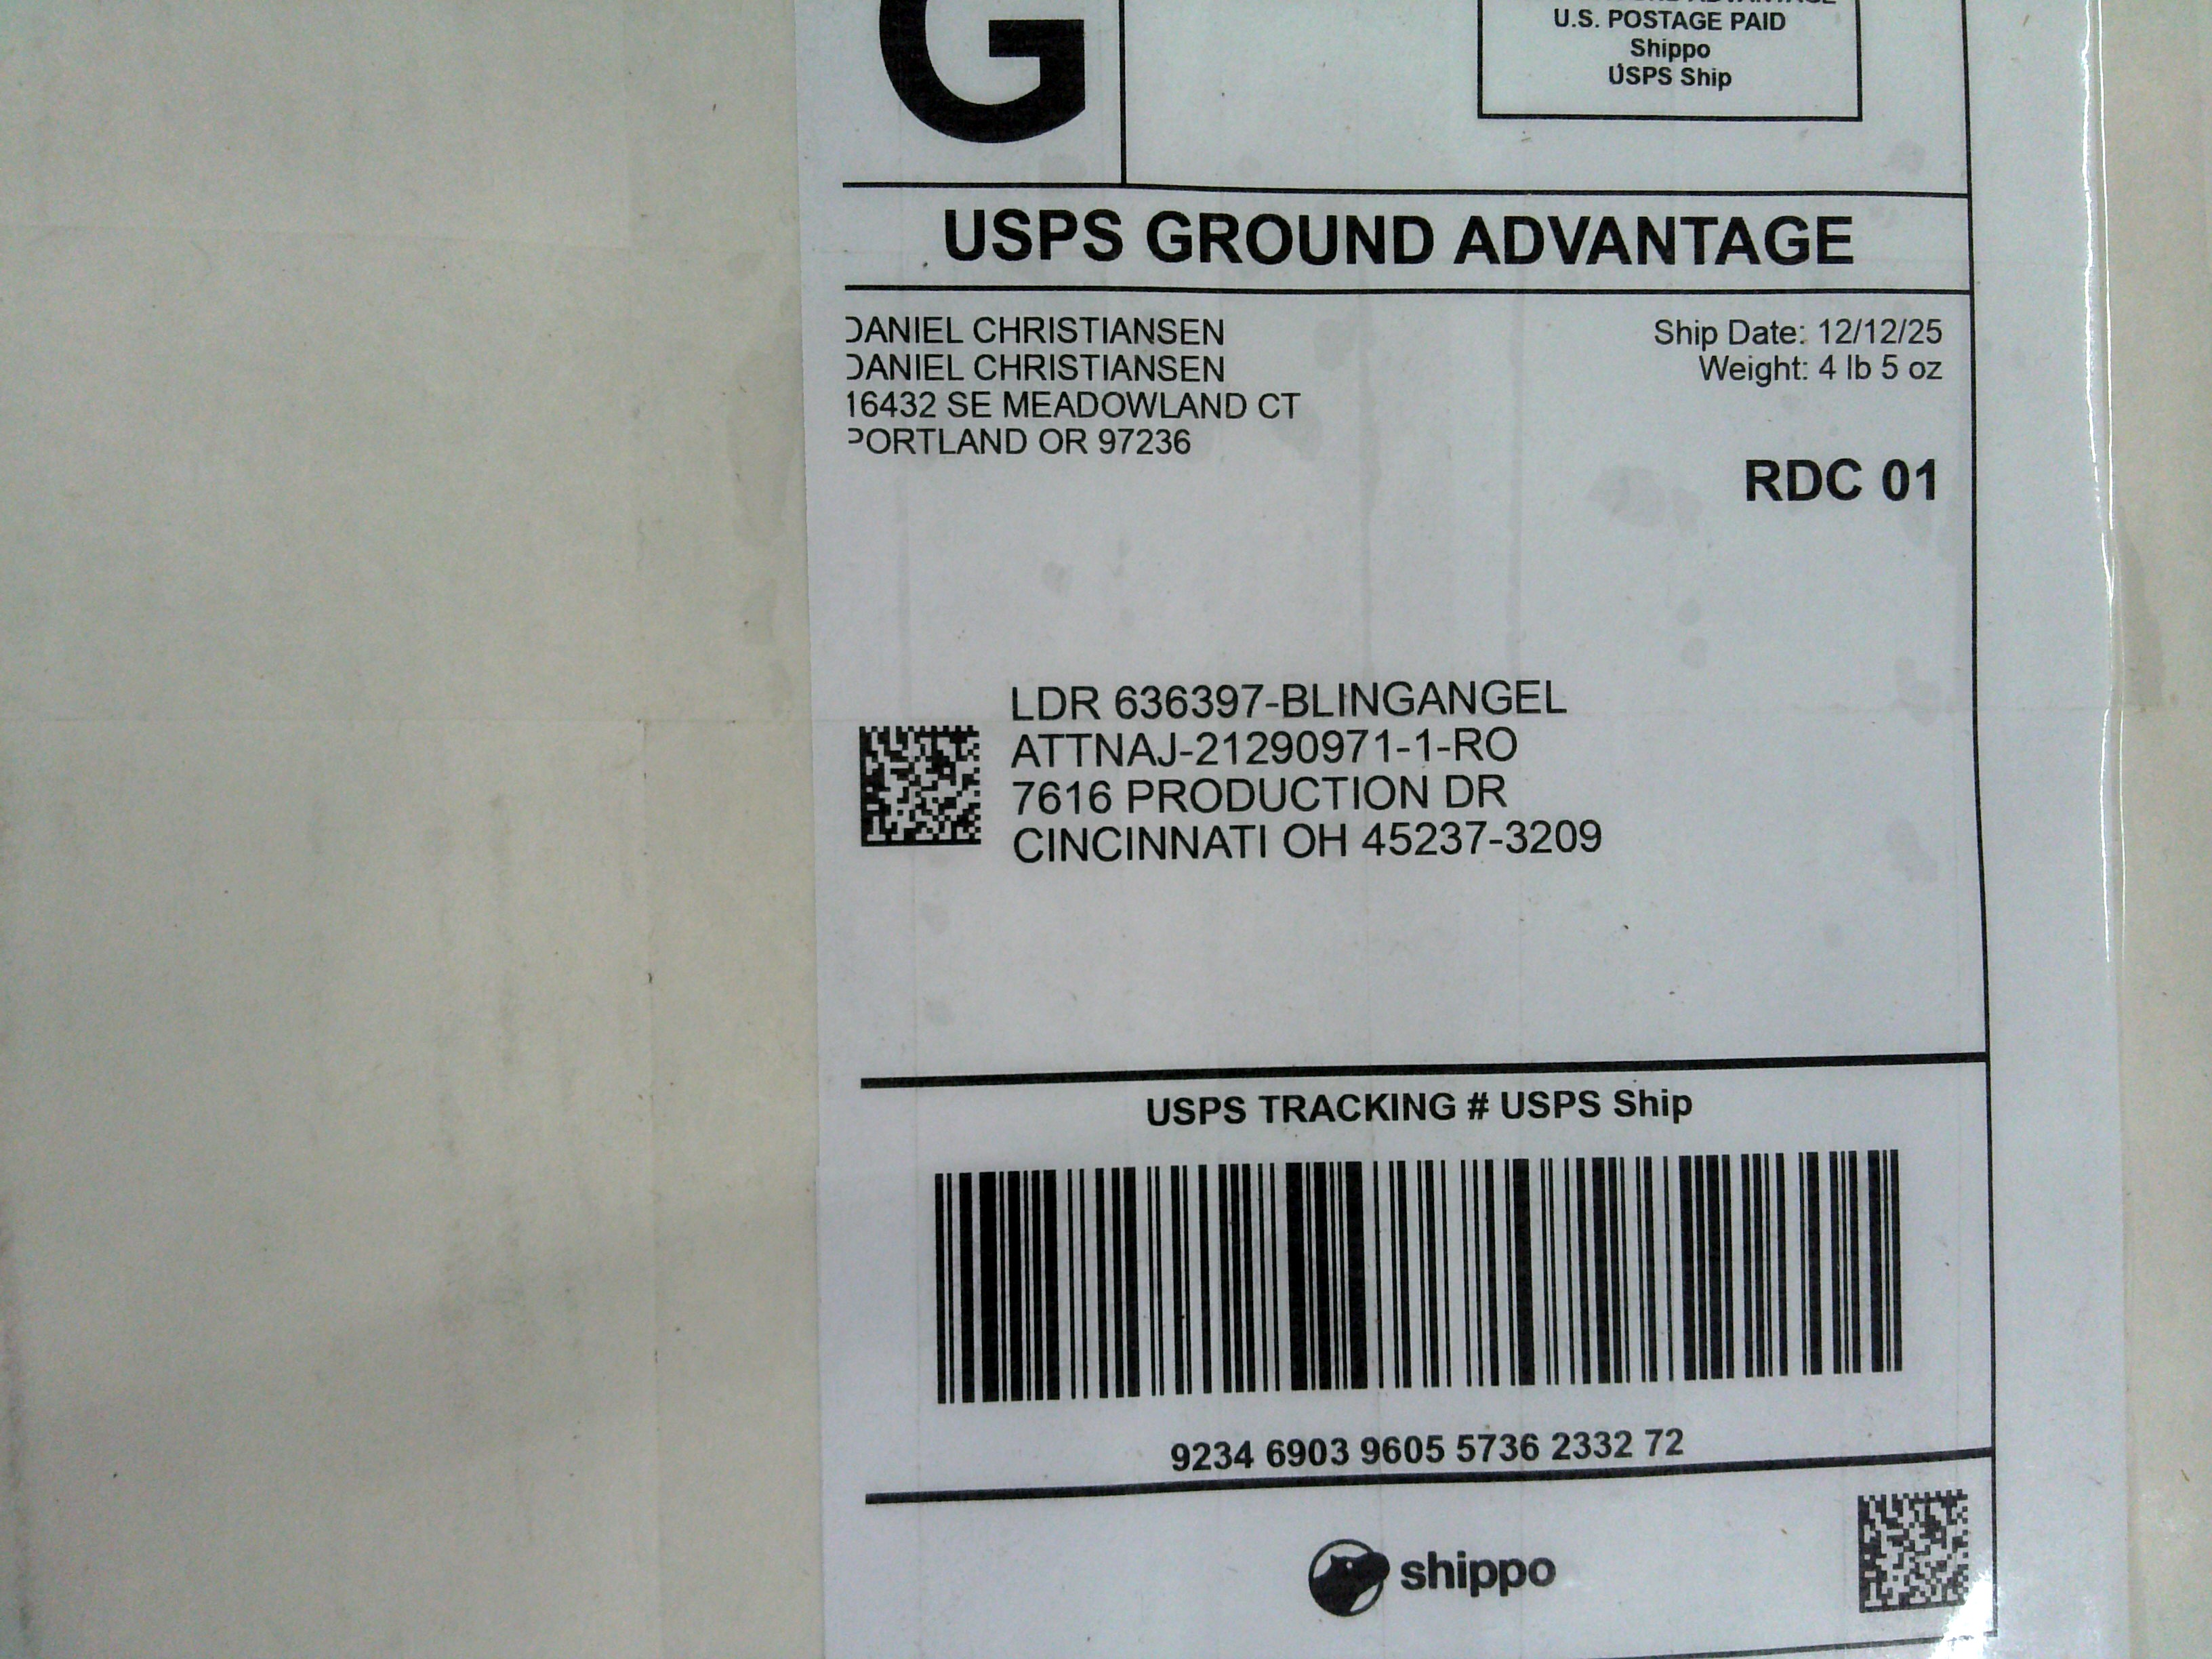 G
U.S. POSTAGE PAID
Shippo
USPS Ship
USPS GROUND ADVANTAGE
DANIEL CHRISTIANSEN
DANIEL CHRISTIANSEN
16432 SE MEADOWLAND CT
PORTLAND OR 97236
Ship Date: 12/12/25
Weight: 4 lb 5 oz
RDC 01
LDR 636397-BLINGANGEL
ATTNAJ-21290971-1-RO
7616 PRODUCTION DR
CINCINNATI OH 45237-3209
USPS TRACKING # USPS Ship
9234 6903 9605 5736 2332 72
shippo